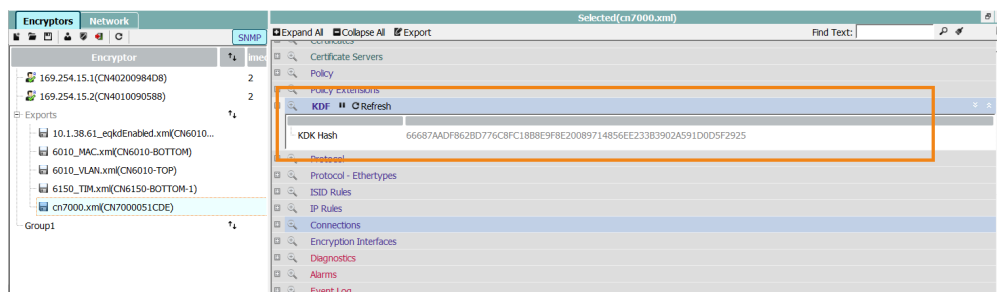 Encryptors Network
SNMP
Encryptor
169.254.15.1(CN40200984D8) 2
169.254.15.2(CN4010090588) 2
Exports
10.1.38.61_eqkdEnabled.xml(CN6010...
6010_MAC.xml(CN6010-BOTTOM)
6010_VLAN.xml(CN6010-TOP)
6150_TIM.xml(CN6150-BOTTOM-1)
cn7000.xml(CN7000051CDE)
Group1
Selected(cn7000.xml)
Expand All Collapse All Export Find Text:
Certificates
Certificate Servers
Policy
Policy Extensions
KDF Refresh
KDK Hash 66687AADF862BD776C8FC18B8E9F8E20089714856EE233B3902A591D0D5F2925
Protocol
Protocol - Ethertypes
ISID Rules
IP Rules
Connections
Encryption Interfaces
Diagnostics
Alarms
Event Log